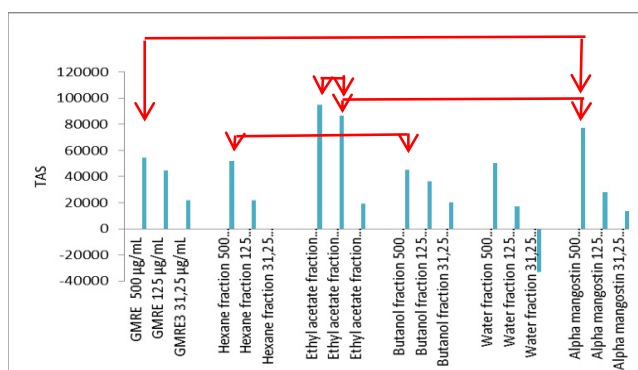 120000
100000
80000
60000
40000
20000
0
-20000
-40000
TAS
GMRE 500 µg/mL
GMRE 125 µg/mL
GMRE3 31,25 µg/mL
Hexane fraction 500...
Hexane fraction 125...
Hexane fraction 31,25...
Ethyl acetate fraction...
Ethyl acetate fraction...
Ethyl acetate fraction...
Butanol fraction 500...
Butanol fraction 125...
Butanol fraction 31,25...
Water fraction 500...
Water fraction 125...
Water fraction 31,25...
Alpha mangostin 500...
Alpha mangostin 125...
Alpha mangostin 31,25...